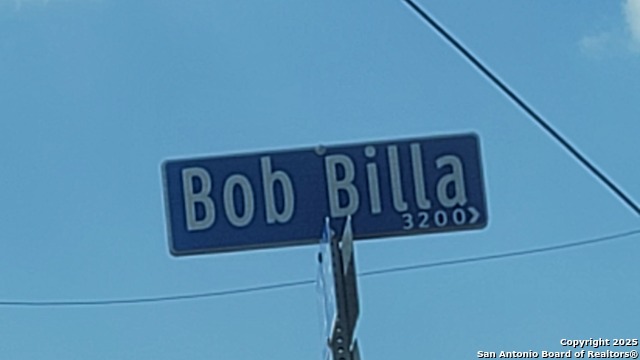 Bob Billa
3200>
Copyright 2025
San Antonio Board of Realtors®